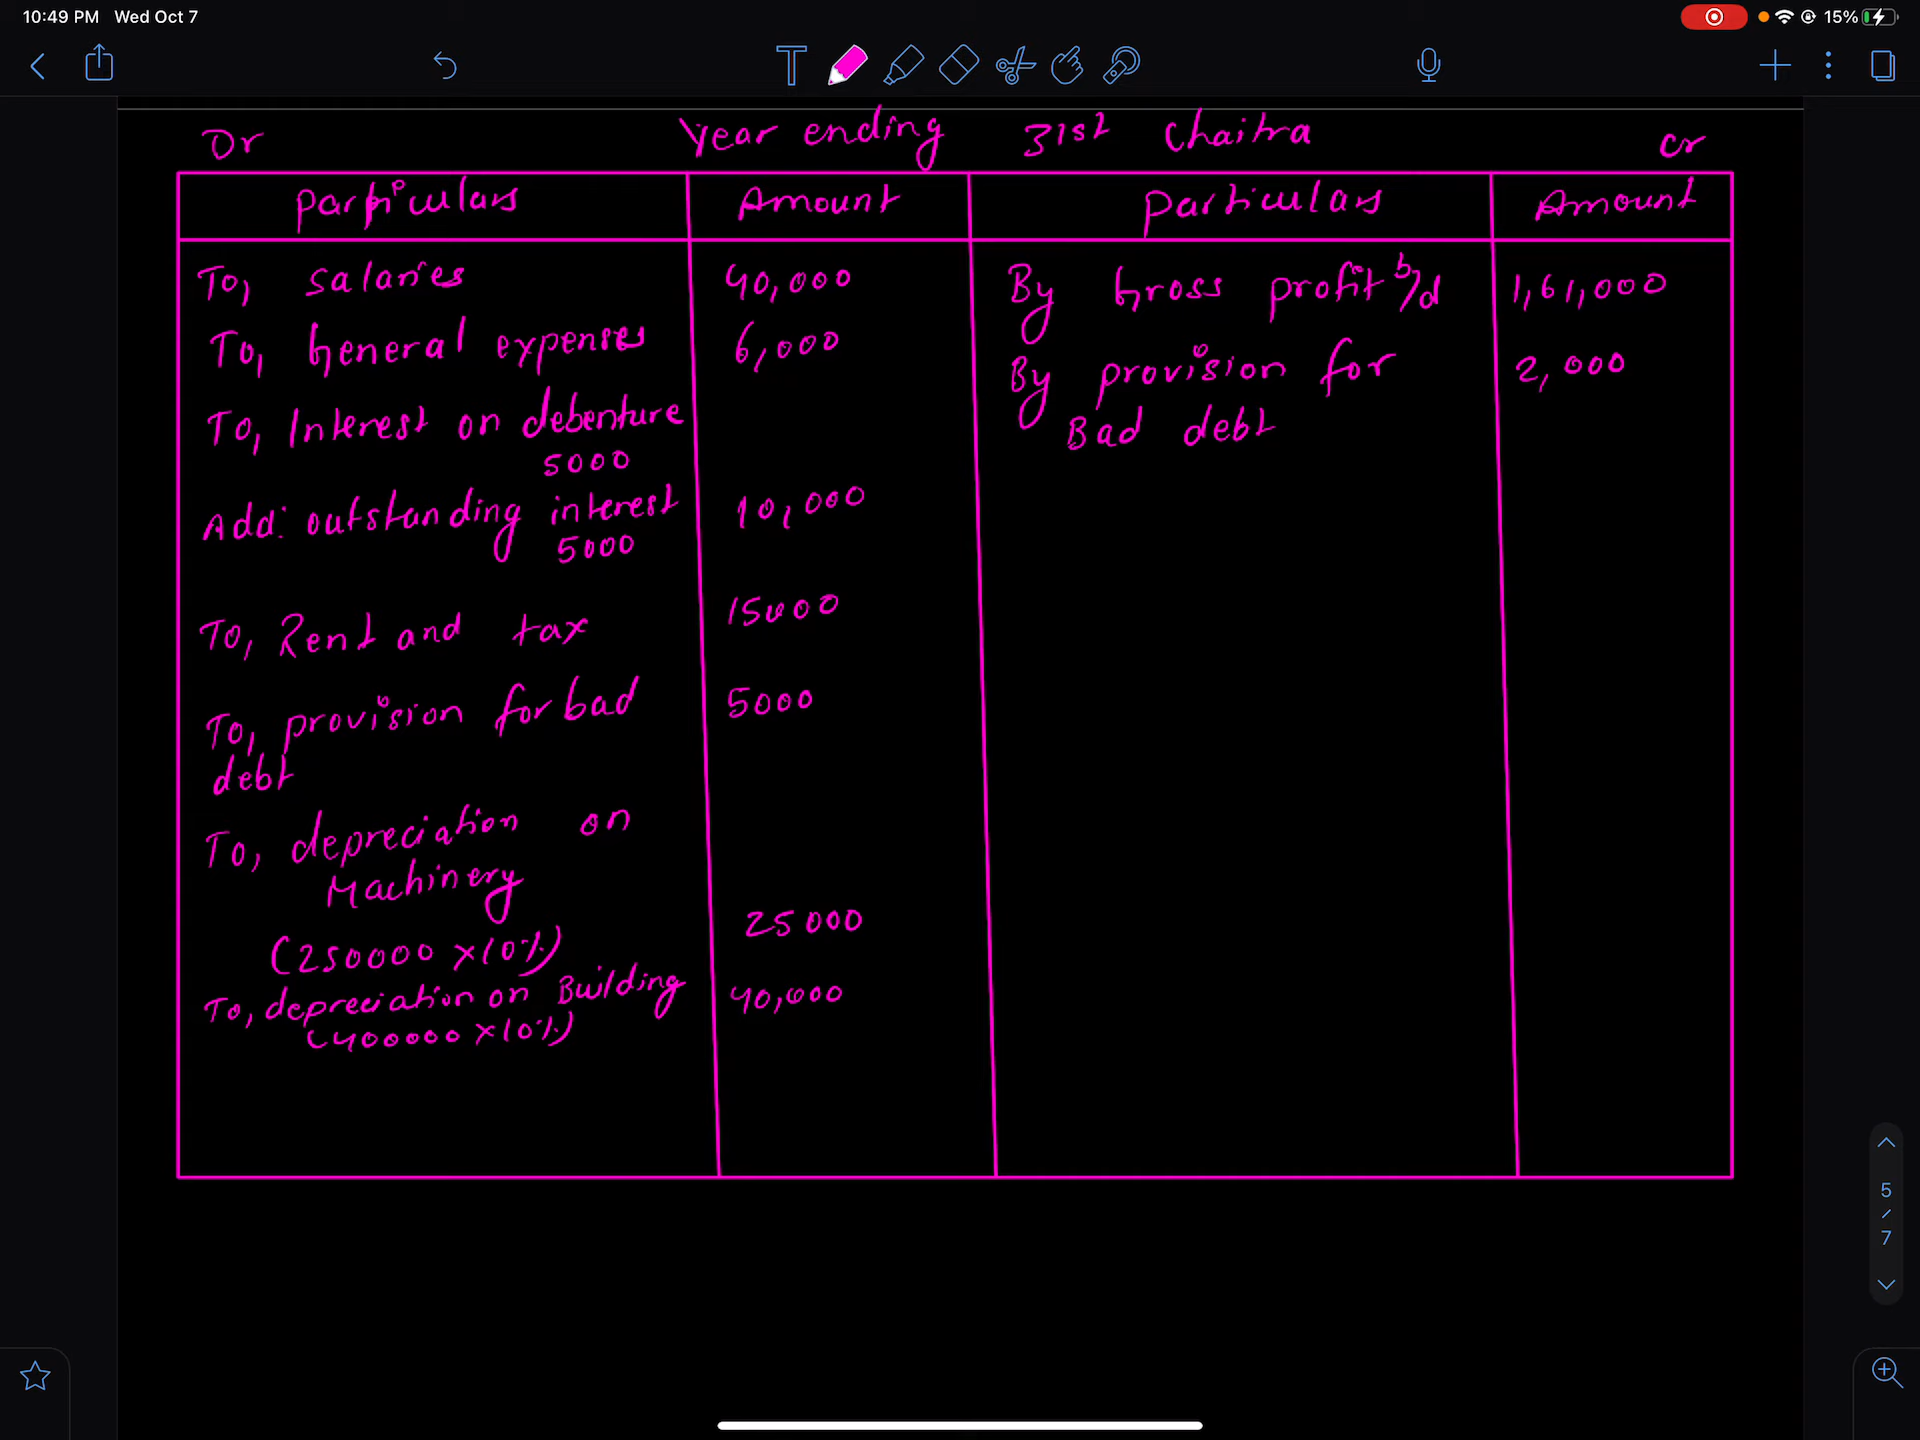 10:49 PM Wed Oct 7
15%
Dr Year ending 31st Chaitra Cr
Particulars Amount Particulars Amount
To, salaries 40,000 By Gross profit b/d 1,61,000
To, General expenses 6,000 By provision for 2,000
Bad debt
To, Interest on debenture
5000
Add: outstanding interest 10,000
5000
To, Rent and tax 15000
To, provision for bad 5000
debt
To, depreciation on
Machinery
(250000 x10%) 25000
To, depreciation on Building 40,000
(400000 x10%)
5
/
7